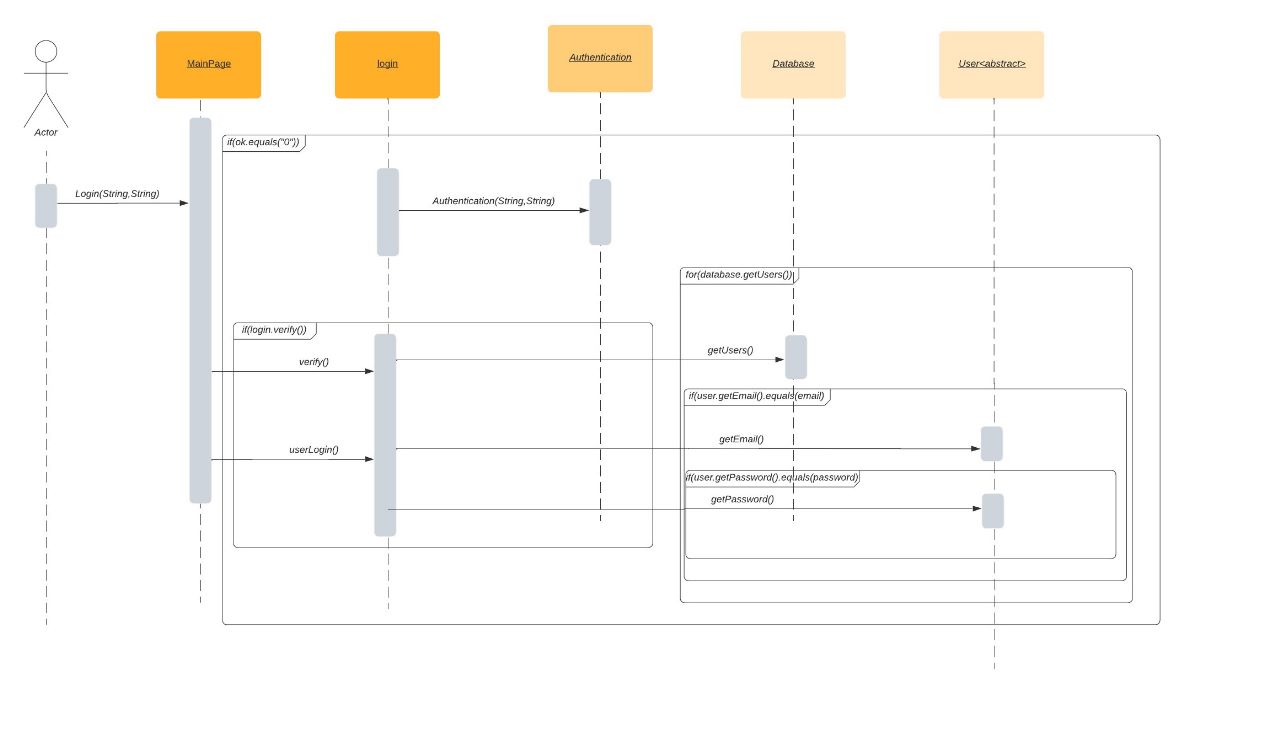 MainPage
login
Authentication
Database
User<abstract>
Actor
if(ok.equals("0"))
Login(String,String)
Authentication(String,String)
for(database.getUsers())
if(login.verify())
getUsers()
verify()
if(user.getEmail().equals(email)
getEmail()
userLogin()
if(user.getPassword().equals(password)
getPassword()